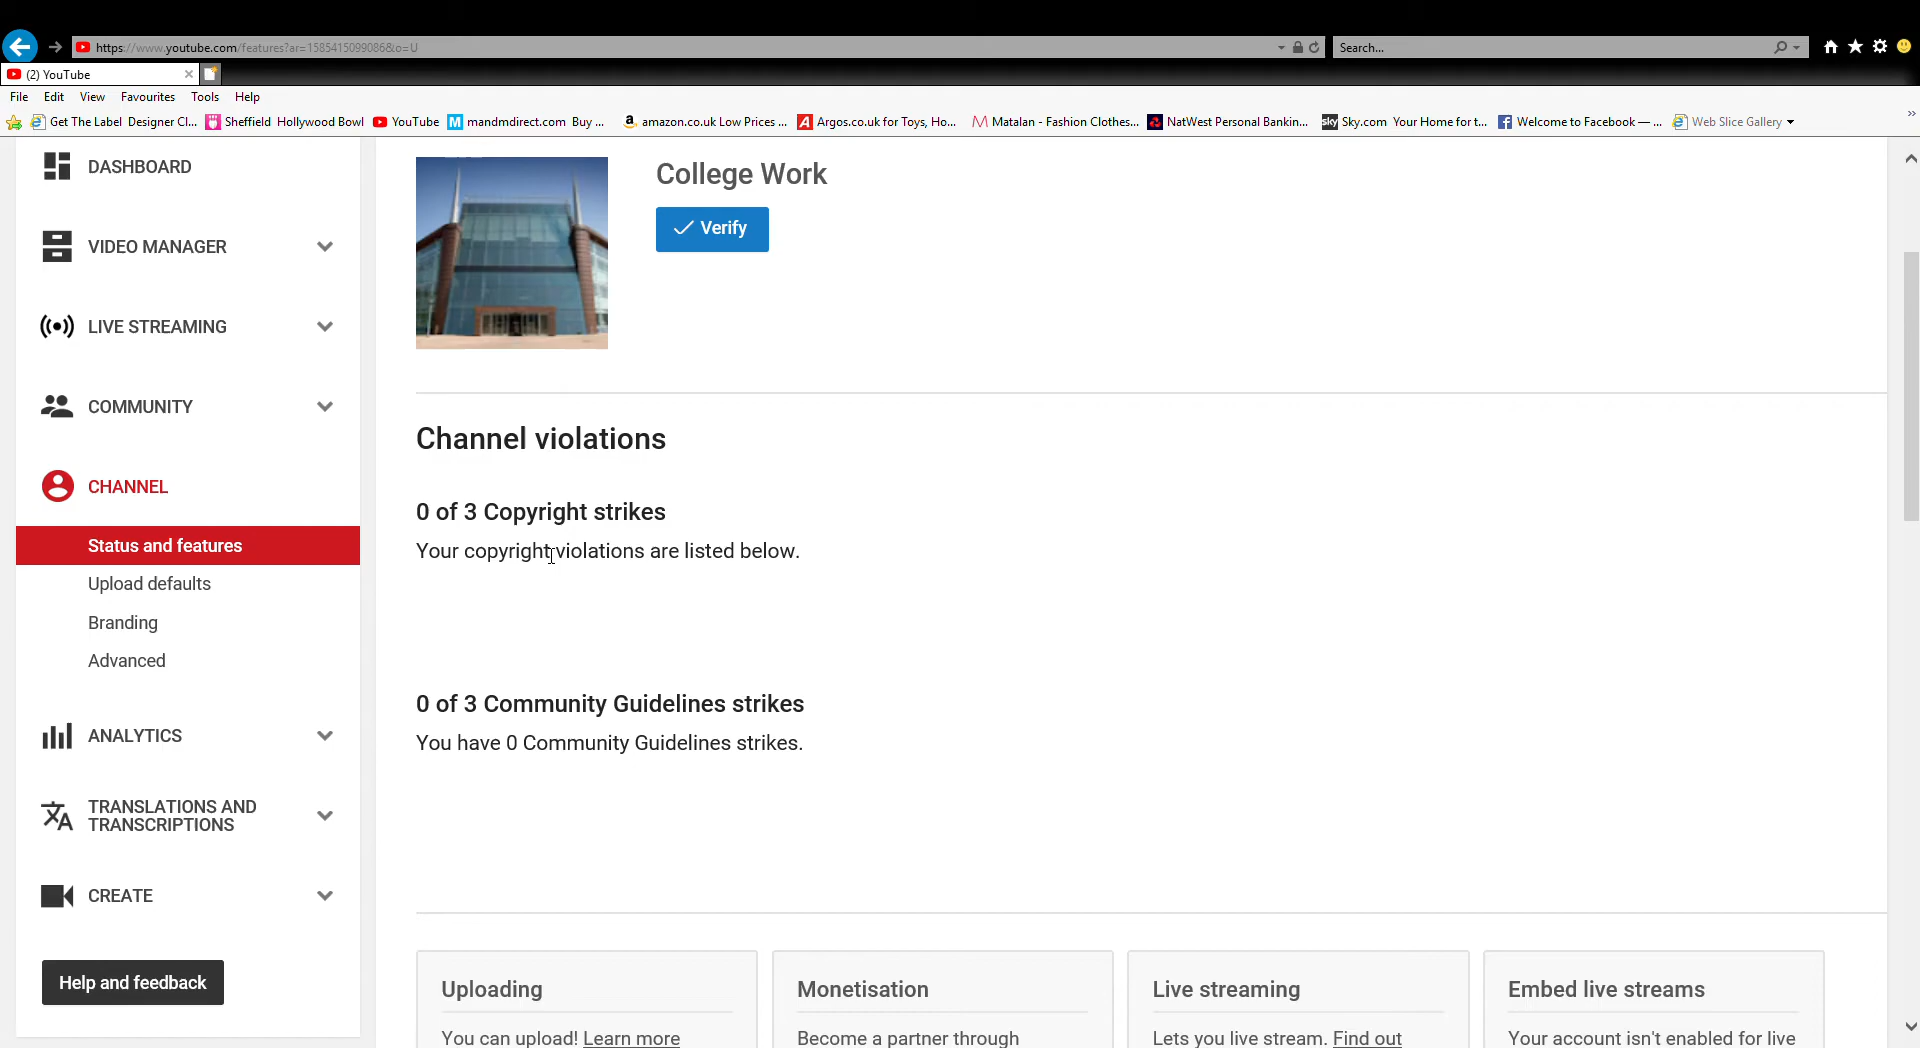 https://www.youtube.com/features?ar=1585415099086&o=U
Search...
(2) YouTube
File Edit View Favourites Tools Help
Get The Label Designer Cl... Sheffield Hollywood Bowl YouTube mandmdirect.com Buy ... amazon.co.uk Low Prices ... Argos.co.uk for Toys, Ho... Matalan - Fashion Clothes... NatWest Personal Bankin... sky Sky.com Your Home for t... Welcome to Facebook — ... Web Slice Gallery
DASHBOARD
VIDEO MANAGER
LIVE STREAMING
COMMUNITY
CHANNEL
Status and features
Upload defaults
Branding
Advanced
ANALYTICS
TRANSLATIONS AND
TRANSCRIPTIONS
CREATE
Help and feedback
College Work
Verify
Channel violations
0 of 3 Copyright strikes
Your copyright violations are listed below.
0 of 3 Community Guidelines strikes
You have 0 Community Guidelines strikes.
Uploading
You can upload! Learn more
Monetisation
Become a partner through
Live streaming
Lets you live stream. Find out
Embed live streams
Your account isn't enabled for live